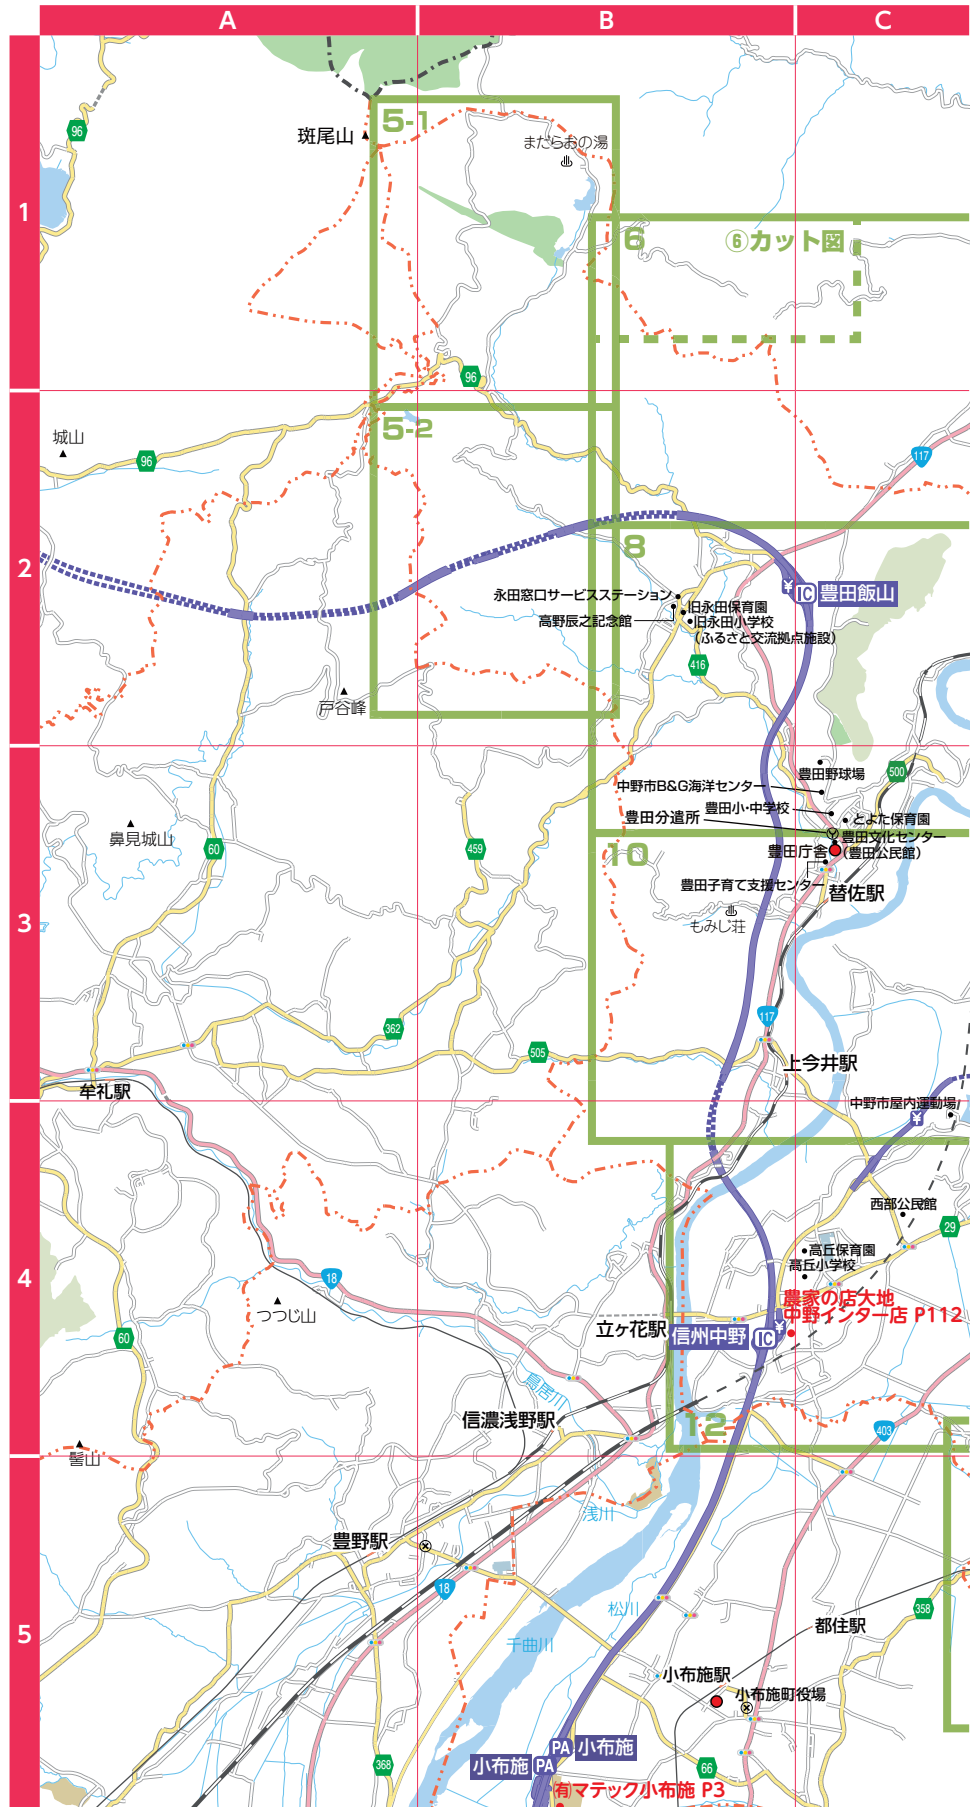 A
B
C
1
2
3
4
5
5-1
まだらおの湯
斑尾山
96
6
⑥カット図
96
5-2
城山
96
117
8
豊田飯山
IC
永田窓口サービスステーション
旧永田保育園
高野辰之記念館
旧永田小学校
(ふるさと交流拠点施設)
416
戸谷峰
豊田野球場
500
中野市B&G海洋センター
豊田小・中学校
とよた保育園
豊田分遣所
豊田文化センター
(豊田公民館)
豊田庁舎
10
鼻見城山
60
459
豊田子育て支援センター
替佐駅
もみじ荘
117
362
505
上今井駅
牟礼駅
中野市屋内運動場
西部公民館
29
高丘保育園
高丘小学校
18
農家の店大地
中野インター店 P112
つつじ山
立ヶ花駅
信州中野
IC
60
鳥居川
信濃浅野駅
12
403
髻山
浅川
豊野駅
18
358
松川
都住駅
千曲川
小布施駅
小布施町役場
PA
小布施
小布施
PA
368
66
(有)マテック小布施 P3